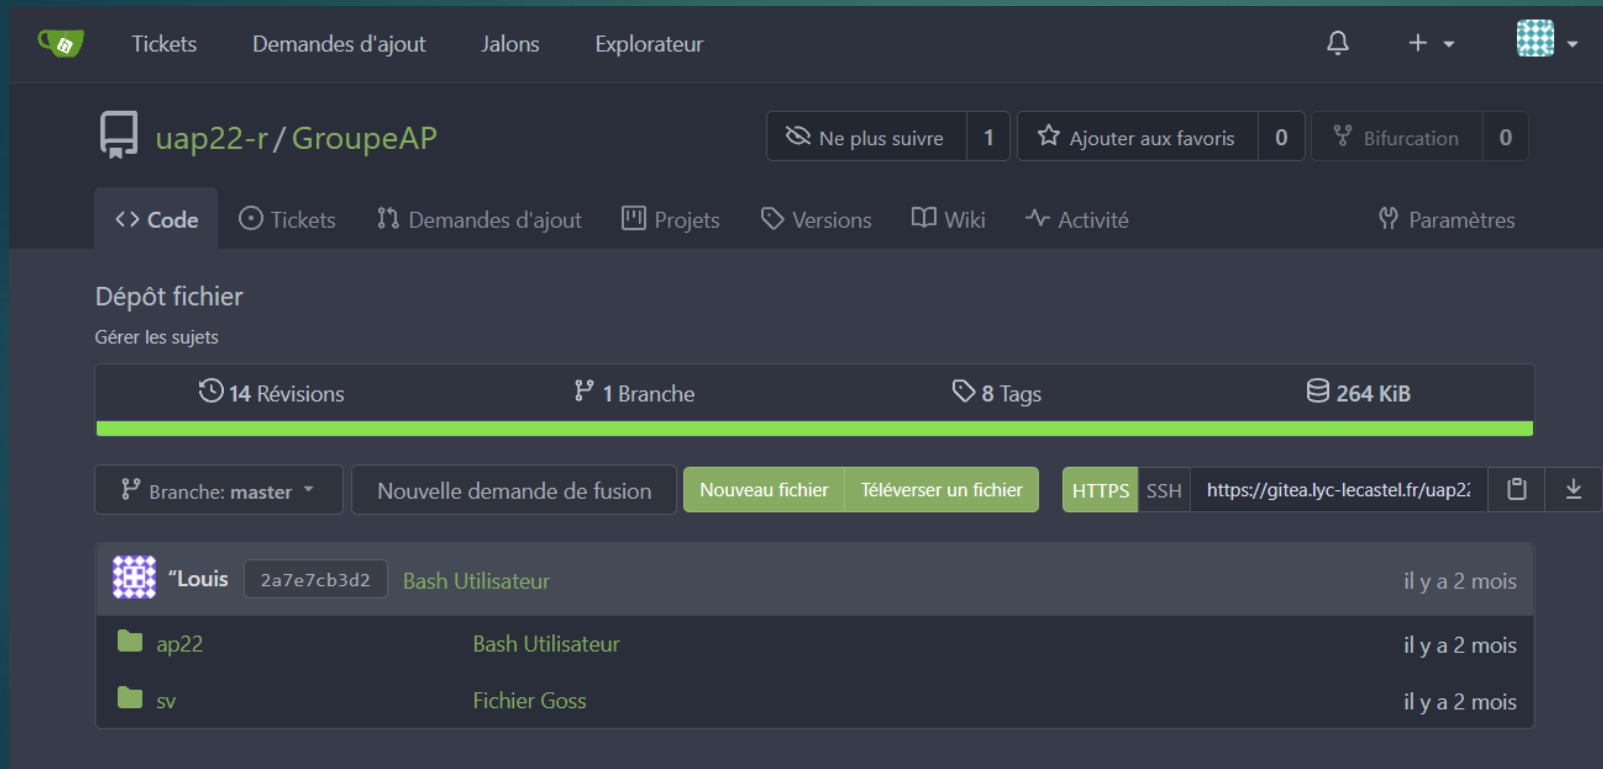 Tickets Demandes d'ajout Jalons Explorateur
uap22-r / GroupeAP
Ne plus suivre 1 Ajouter aux favoris 0 Bifurcation 0
Code Tickets Demandes d'ajout Projets Versions Wiki Activité Paramètres
Dépôt fichier
Gérer les sujets
14 Révisions 1 Branche 8 Tags 264 KiB
Branche: master Nouvelle demande de fusion Nouveau fichier Téléverser un fichier HTTPS SSH https://gitea.lyc-lecastel.fr/uap22
“Louis 2a7e7cb3d2 Bash Utilisateur il y a 2 mois
ap22 Bash Utilisateur il y a 2 mois
sv Fichier Goss il y a 2 mois